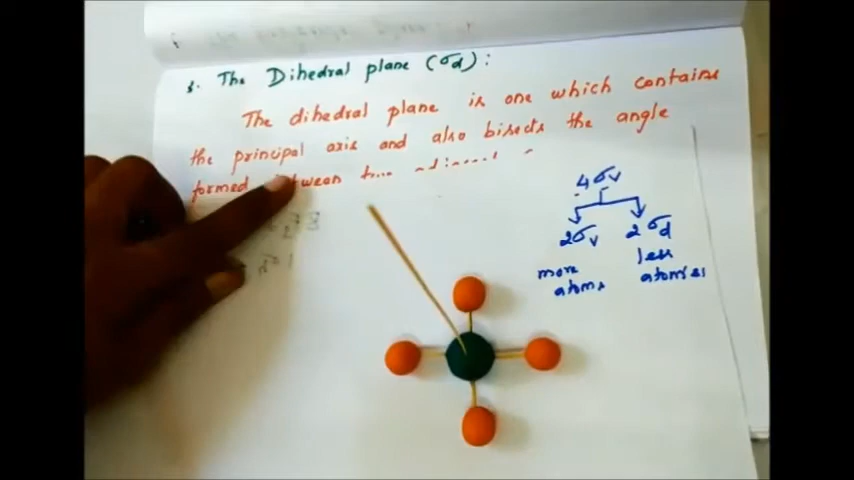 3. The Dihedral plane (σd):
The dihedral plane is one which contains
the principal axis and also bisects the angle
formed between
4σv
2σv 2σd
more less
atoms atoms